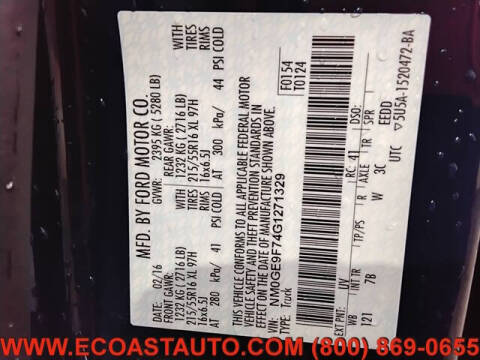 MFD. BY FORD MOTOR CO.
DATE: 02/16
GVWR: 2395 KG ( 5280 LB)
FRONT GAWR:
1232 KG ( 2716 LB)
WITH
215/55R16 XL 97H
TIRES
16x6.5J
RIMS
AT 280 kPa/ 41 PSI COLD
REAR GAWR:
1232 KG ( 2716 LB)
WITH
215/55R16 XL 97H
TIRES
16x6.5J
RIMS
AT 300 kPa/ 44 PSI COLD
THIS VEHICLE CONFORMS TO ALL APPLICABLE FEDERAL MOTOR
VEHICLE SAFETY AND THEFT PREVENTION STANDARDS IN
EFFECT ON THE DATE OF MANUFACTURE SHOWN ABOVE.
VIN: NM0GE9F74G1271329
TYPE: Truck
F0154
T0124
EXT PNT: UV RC: 41 DSO:
WB INT TR TP/PS R AXLE TR SPR
121 7B W 3C EEDD
UTC ▽5U5A-1520472-BA
WWW.ECOASTAUTO.COM (800) 869-0655